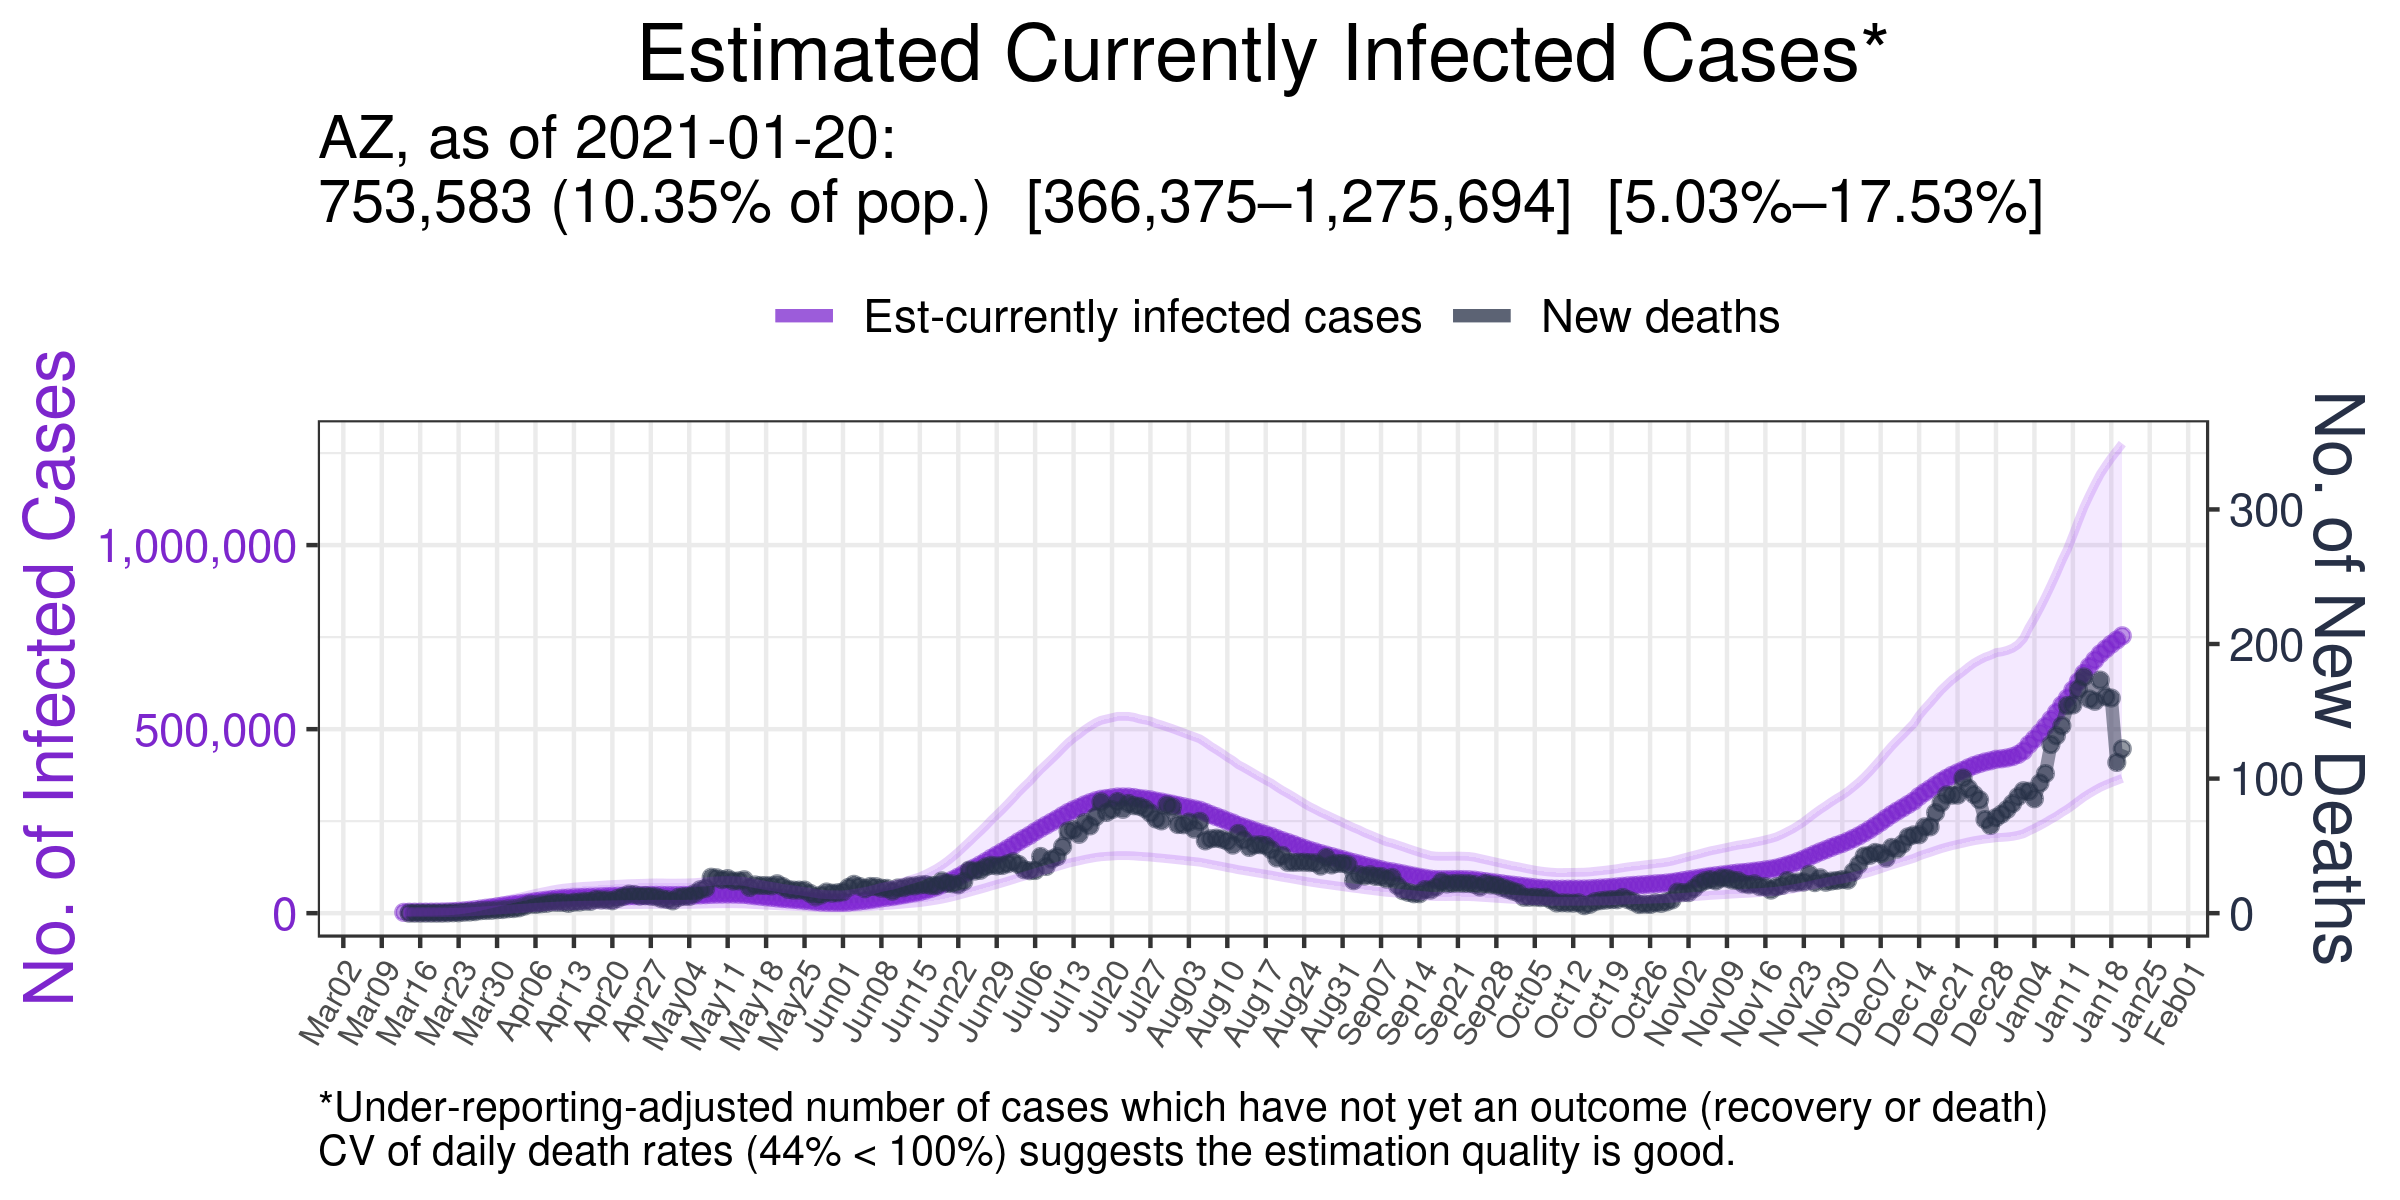 Estimated Currently Infected Cases*
AZ, as of 2021-01-20:
753,583 (10.35% of pop.) [366,375–1,275,694] [5.03%–17.53%]
Est-currently infected cases
New deaths
No. of Infected Cases
1,000,000
500,000
0
No. of New Deaths
300
200
100
0
Mar02
Mar09
Mar16
Mar23
Mar30
Apr06
Apr13
Apr20
Apr27
May04
May11
May18
May25
Jun01
Jun08
Jun15
Jun22
Jun29
Jul06
Jul13
Jul20
Jul27
Aug03
Aug10
Aug17
Aug24
Aug31
Sep07
Sep14
Sep21
Sep28
Oct05
Oct12
Oct19
Oct26
Nov02
Nov09
Nov16
Nov23
Nov30
Dec07
Dec14
Dec21
Dec28
Jan04
Jan11
Jan18
Jan25
Feb01
*Under-reporting-adjusted number of cases which have not yet an outcome (recovery or death)
CV of daily death rates (44% < 100%) suggests the estimation quality is good.